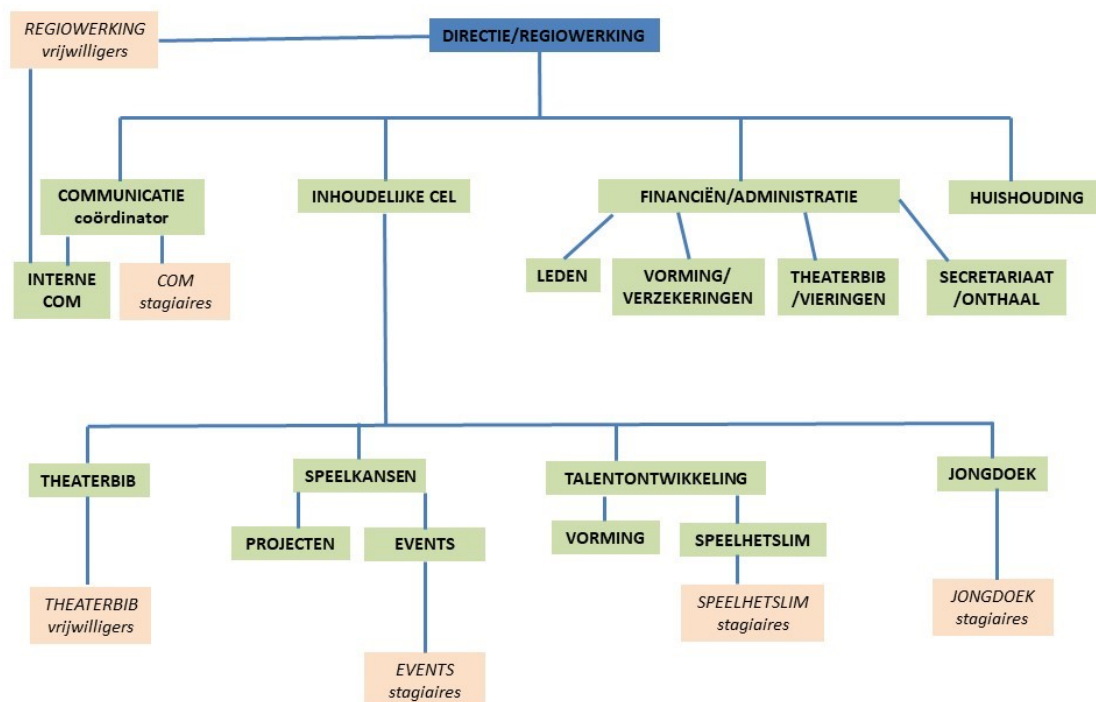 REGIOWERKING
vrijwilligers
DIRECTIE/REGIOWERKING
COMMUNICATIE
coördinator
INHOUDELIJKE CEL
FINANCIËN/ADMINISTRATIE
HUISHOUDING
INTERNE
COM
COM
stagiaires
LEDEN
VORMING/
VERZEKERINGEN
THEATERBIB
/VIERINGEN
SECRETARIAAT
/ONTHAAL
THEATERBIB
SPEELKANSEN
TALENTONTWIKKELING
JONGDOEK
PROJECTEN
EVENTS
VORMING
SPEELHETSLIM
THEATERBIB
vrijwilligers
EVENTS
stagiaires
SPEELHETSLIM
stagiaires
JONGDOEK
stagiaires